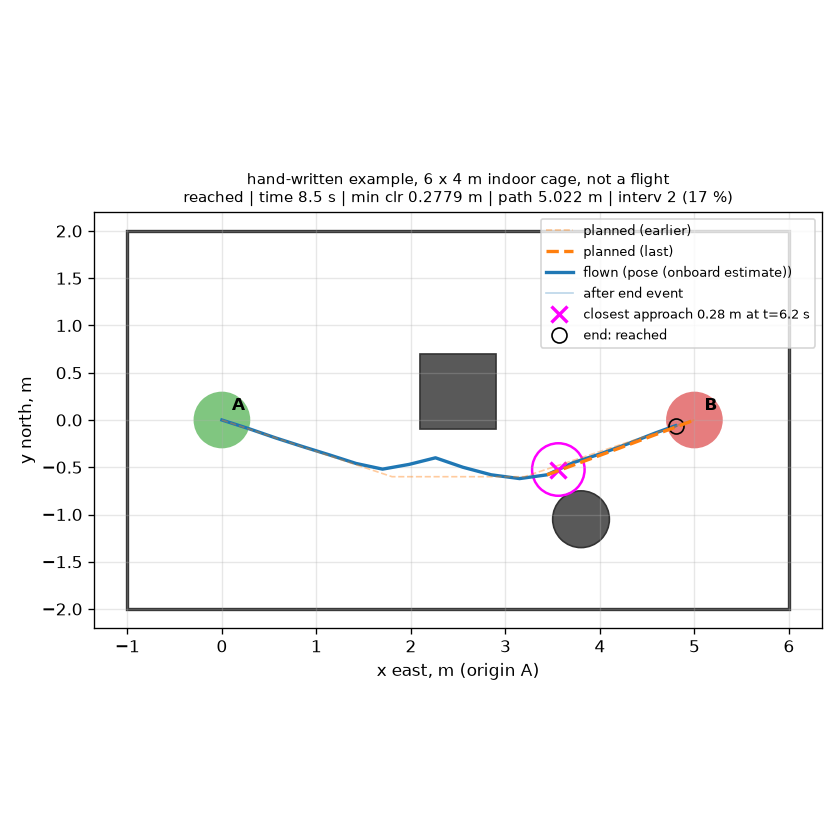 hand-written example, 6 x 4 m indoor cage, not a flight
reached | time 8.5 s | min clr 0.2779 m | path 5.022 m | interv 2 (17 %)
planned (earlier)
planned (last)
flown (pose (onboard estimate))
after end event
closest approach 0.28 m at t=6.2 s
end: reached
2.0
1.5
1.0
0.5
0.0
−0.5
−1.0
−1.5
−2.0
y north, m
A
B
−1
0
1
2
3
4
5
6
x east, m (origin A)